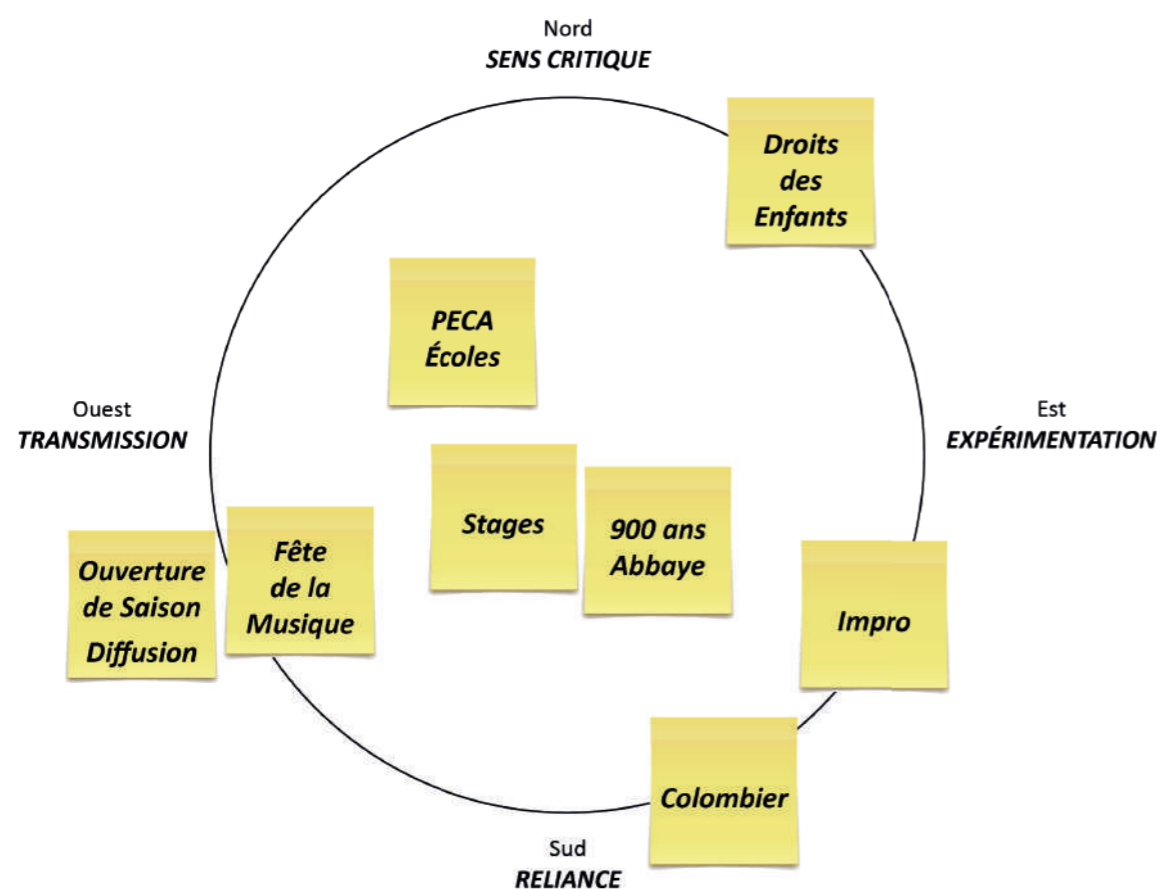 Nord
SENS CRITIQUE
Droits
des
Enfants
PECA
Écoles
Ouest
TRANSMISSION
Est
EXPÉRIMENTATION
Stages
900 ans
Abbaye
Ouverture
de Saison
Diffusion
Fête
de la
Musique
Impro
Colombier
Sud
RELIANCE